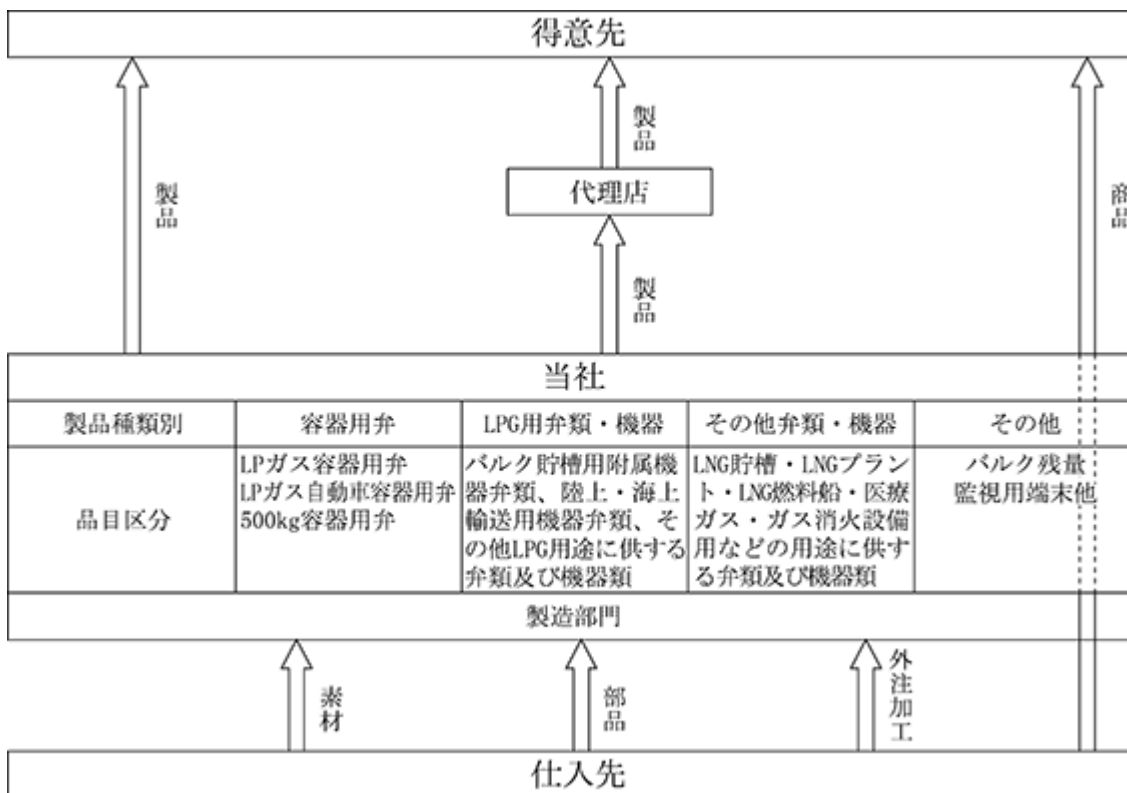 得意先
製品
代理店
製品
製品
商品
当社
製品種類別
容器用弁
LPG用弁類・機器
その他弁類・機器
その他
品目区分
LPガス容器用弁
LPガス自動車容器用弁
500kg容器用弁
バルク貯槽用附属機
器弁類、陸上・海上
輸送用機器弁類、そ
の他LPG用途に供する
弁類及び機器類
LNG貯槽・LNGプラン
ト・LNG燃料船・医療
ガス・ガス消火設備
用などの用途に供す
る弁類及び機器類
バルク残量
監視用端末他
製造部門
素材
部品
外注加工
仕入先